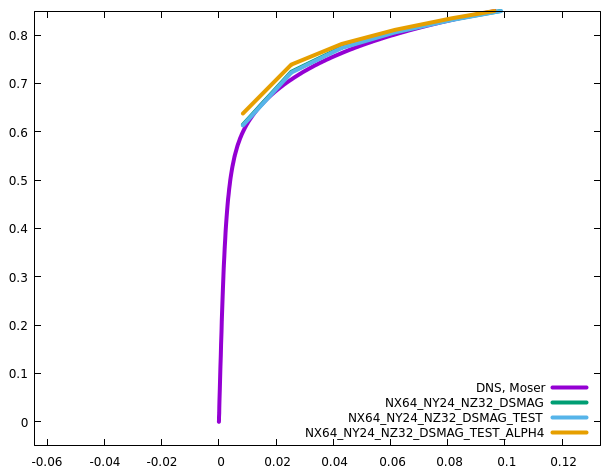 0.8
0.7
0.6
0.5
0.4
0.3
0.2
0.1
0
-0.06 -0.04 -0.02 0 0.02 0.04 0.06 0.08 0.1 0.12
DNS, Moser
NX64_NY24_NZ32_DSMAG
NX64_NY24_NZ32_DSMAG_TEST
NX64_NY24_NZ32_DSMAG_TEST_ALPH4